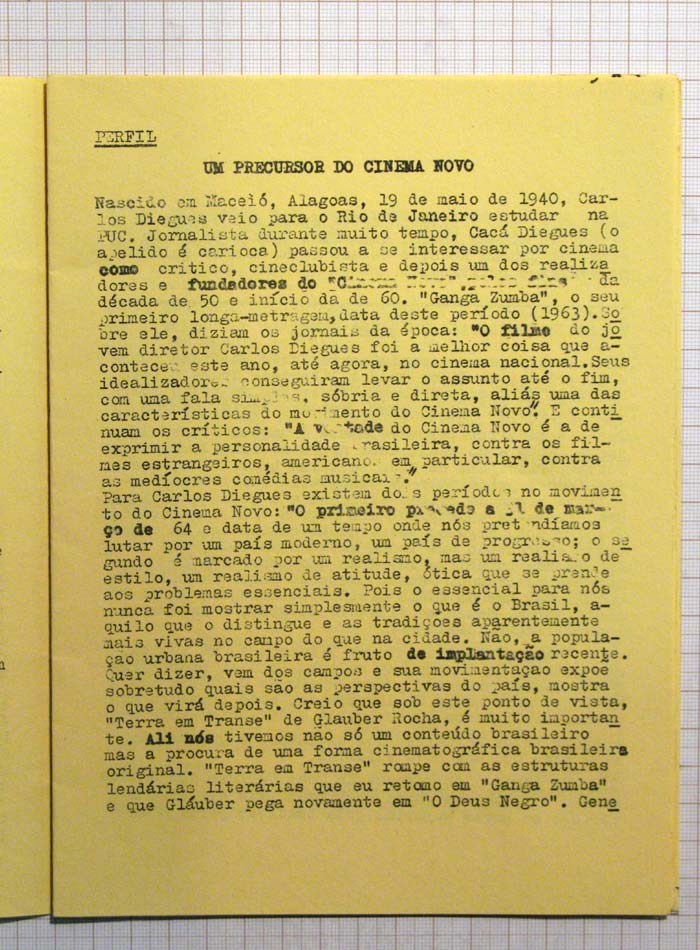 PERFIL
UM PRECURSOR DO CINEMA NOVO
Nascido em Maceió, Alagoas, 19 de maio de 1940, Car-
los Diegues veio para o Rio de Janeiro estudar na
PUC. Jornalista durante muito tempo, Cacá Diegues (o
apelido é carioca) passou a se interessar por cinema
como critico, cineclubista e depois um dos realiza
dores e fundadores do "Cinema Novo" da
década de 50 e início da de 60. "Ganga Zumba", o seu
primeiro longa-metragem,data deste período (1963).So
bre ele, diziam os jornais da época: "O filme do jo
vem diretor Carlos Diegues foi a melhor coisa que a-
conteceu este ano, até agora, no cinema nacional.Seus
idealizadores conseguiram levar o assunto até o fim,
com uma fala simples, sóbria e direta, aliás uma das
características do movimento do Cinema Novo". E conti
nuam os críticos: "A vontade do Cinema Novo é a de
exprimir a personalidade brasileira, contra os fil-
mes estrangeiros, americanos em particular, contra
as medíocres comédias musicais."
Para Carlos Diegues existem dois períodos no movimen
to do Cinema Novo: "O primeiro precede a 31 de mar-
ço de 64 e data de um tempo onde nós pretendíamos
lutar por um país moderno, um país de progresso; o se
gundo é marcado por um realismo, mas um realismo de
estilo, um realismo de atitude, ótica que se prende
aos problemas essenciais. Pois o essencial para nós
nunca foi mostrar simplesmente o que é o Brasil, a-
quilo que o distingue e as tradições aparentemente
mais vivas no campo do que na cidade. Não, a popula-
ção urbana brasileira é fruto de implantação recente.
Quer dizer, vem dos campos e sua movimentação expõe
sobretudo quais são as perspectivas do país, mostra
o que virá depois. Creio que sob este ponto de vista,
"Terra em Transe" de Glauber Rocha, é muito importan
te. Ali nós tivemos não só um conteúdo brasileiro
mas a procura de uma forma cinematográfica brasileira
original. "Terra em Transe" rompe com as estruturas
lendárias literárias que eu retomo em "Ganga Zumba"
e que Gláuber pega novamente em "O Deus Negro". Gene